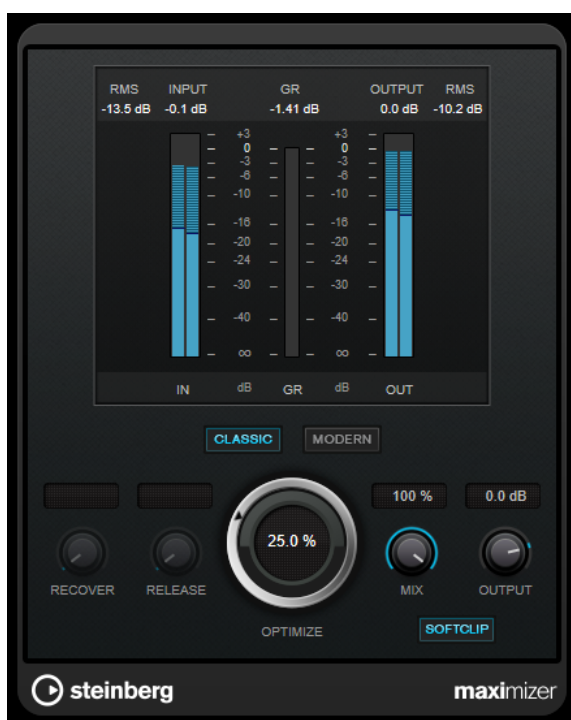 RMS INPUT GR OUTPUT RMS
-13.5 dB -0.1 dB -1.41 dB 0.0 dB -10.2 dB
+3 +3
0 0
-3 -3
-6 -6
-10 -10
-16 -16
-20 -20
-24 -24
-30 -30
-40 -40
∞ ∞
IN dB GR dB OUT
CLASSIC MODERN
100 % 0.0 dB
25.0 %
RECOVER RELEASE MIX OUTPUT
OPTIMIZE SOFTCLIP
steinberg maximizer